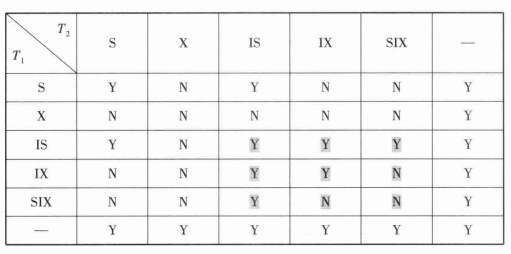 T₂
T₁ S X IS IX SIX —
S Y N Y N N Y
X N N N N N Y
IS Y N Y Y Y Y
IX N N Y Y N Y
SIX N N Y N N Y
— Y Y Y Y Y Y